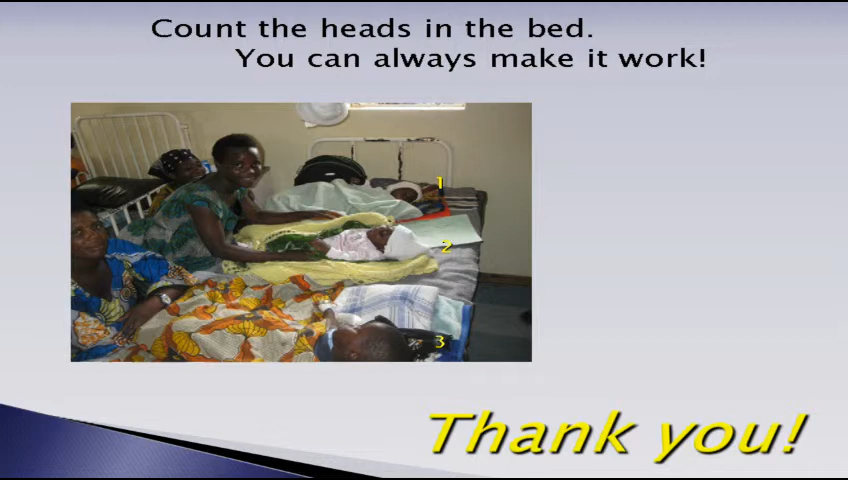 Count the heads in the bed.
You can always make it work!
1
2
3
Thank you!